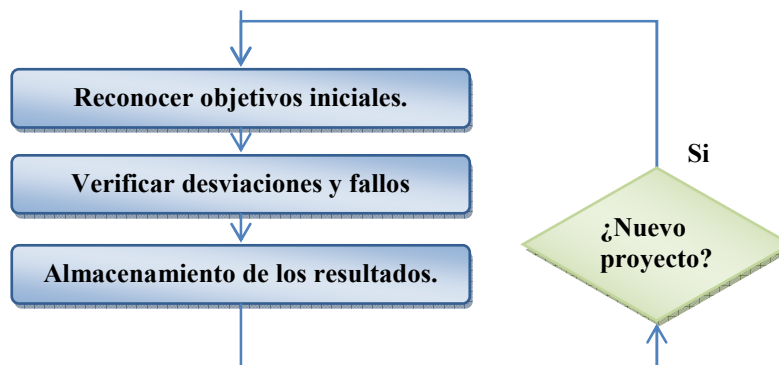 Reconocer objetivos iniciales.
Verificar desviaciones y fallos
Almacenamiento de los resultados.
Si
¿Nuevo
proyecto?